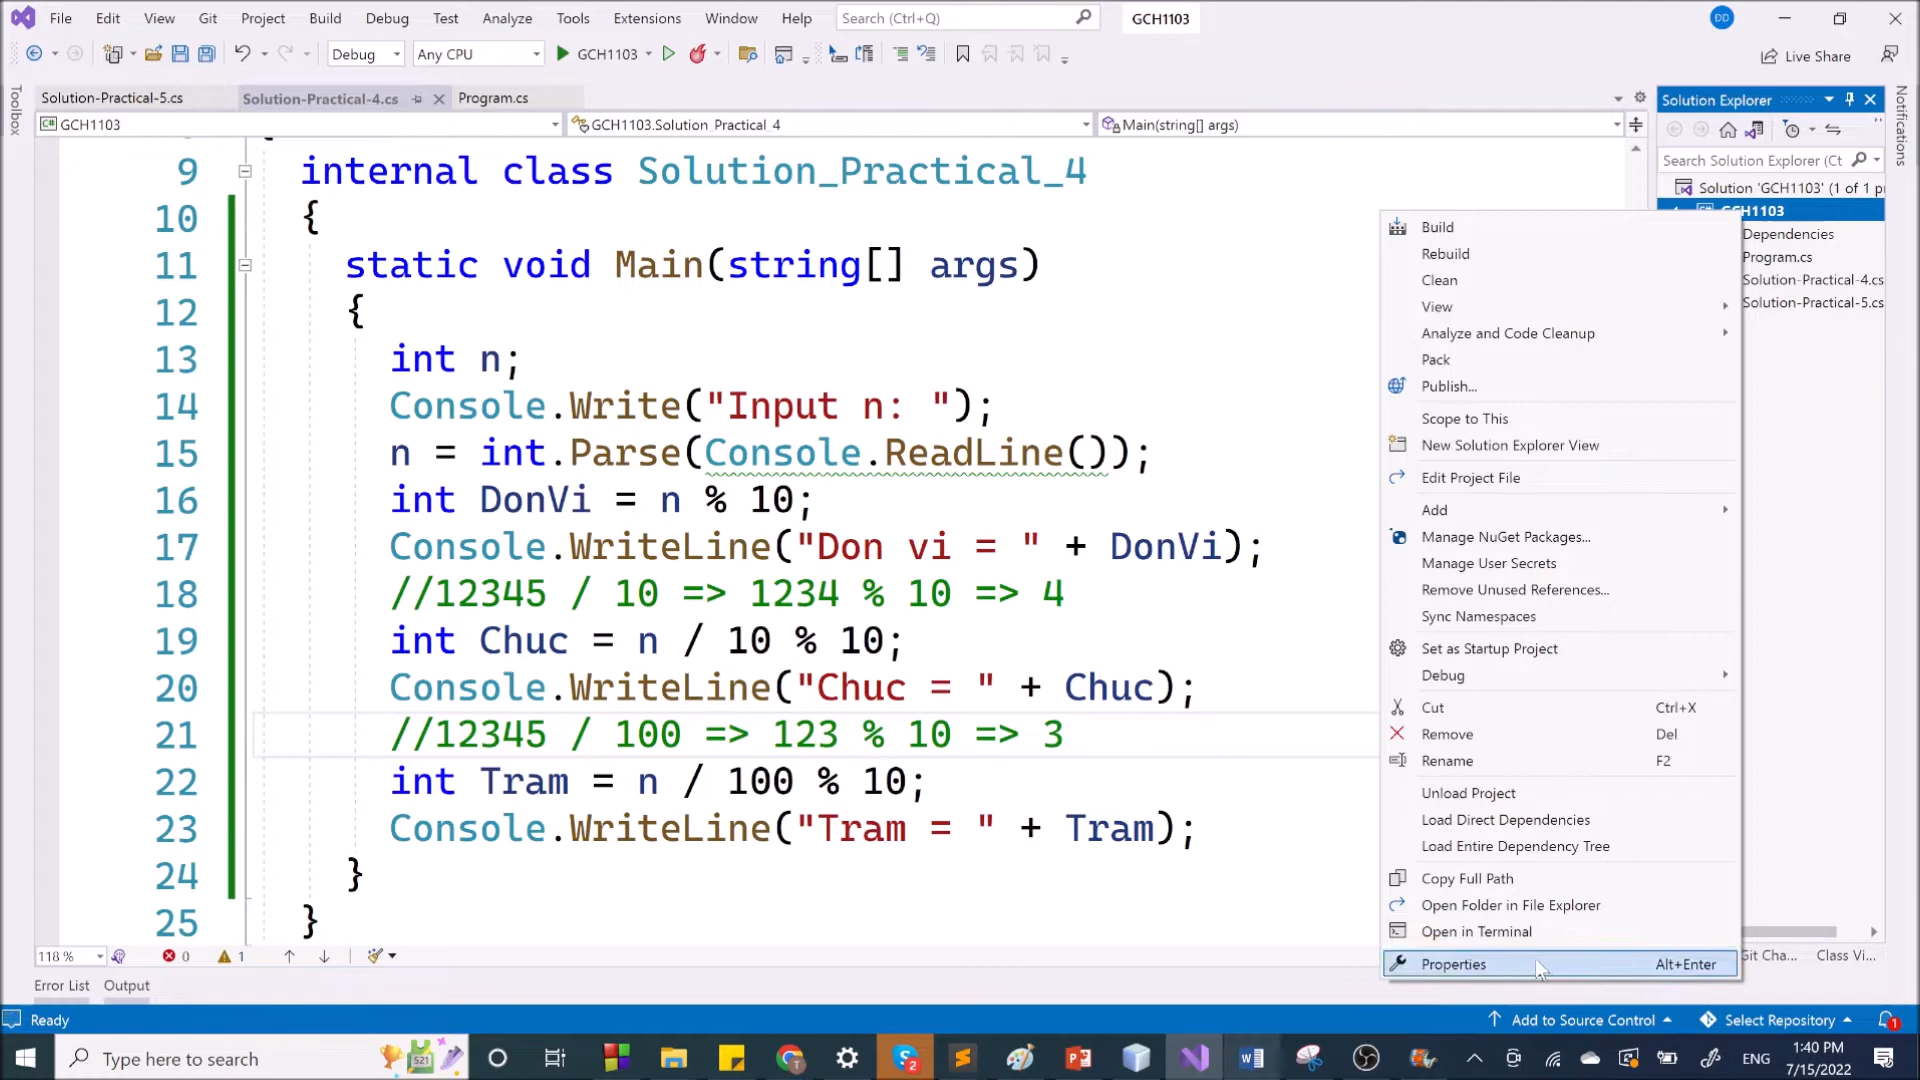 File Edit View Git Project Build Debug Test Analyze Tools Extensions Window Help Search (Ctrl+Q) GCH1103 ĐD
Debug Any CPU GCH1103 Live Share
Toolbox
Solution-Practical-5.cs Solution-Practical-4.cs Program.cs
GCH1103 GCH1103.Solution_Practical_4 Main(string[] args)
9 internal class Solution_Practical_4
10 {
11 static void Main(string[] args)
12 {
13 int n;
14 Console.Write("Input n: ");
15 n = int.Parse(Console.ReadLine());
16 int DonVi = n % 10;
17 Console.WriteLine("Don vi = " + DonVi);
18 //12345 / 10 => 1234 % 10 => 4
19 int Chuc = n / 10 % 10;
20 Console.WriteLine("Chuc = " + Chuc);
21 //12345 / 100 => 123 % 10 => 3
22 int Tram = n / 100 % 10;
23 Console.WriteLine("Tram = " + Tram);
24 }
25 }
Solution Explorer
Search Solution Explorer (Ct
Solution 'GCH1103' (1 of 1 pr
GCH1103
Dependencies
Program.cs
Solution-Practical-4.cs
Solution-Practical-5.cs
Notifications
Build
Rebuild
Clean
View
Analyze and Code Cleanup
Pack
Publish...
Scope to This
New Solution Explorer View
Edit Project File
Add
Manage NuGet Packages...
Manage User Secrets
Remove Unused References...
Sync Namespaces
Set as Startup Project
Debug
Cut Ctrl+X
Remove Del
Rename F2
Unload Project
Load Direct Dependencies
Load Entire Dependency Tree
Copy Full Path
Open Folder in File Explorer
Open in Terminal
Properties Alt+Enter
118 % 0 1
Git Cha... Class Vi...
Error List Output
Ready Add to Source Control Select Repository 1
Type here to search 521 2 ENG 1:40 PM
7/15/2022